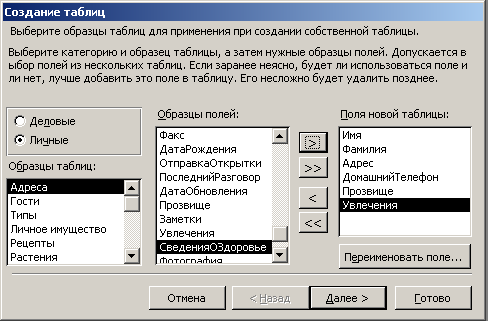 Создание таблиц
Выберите образцы таблиц для применения при создании собственной таблицы.
Выберите категорию и образец таблицы, а затем нужные образцы полей. Допускается в
ыбор полей из нескольких таблиц. Если заранее неясно, будет ли использоваться поле и
ли нет, лучше добавить это поле в таблицу. Его несложно будет удалить позднее.
Деловые
Личные
Образцы таблиц:
Адреса
Гости
Типы
Личное имущество
Рецепты
Растения
Образцы полей:
Факс
ДатаРождения
ОтправкаОткрытки
ПоследнийРазговор
ДатаОбновления
Прозвище
Заметки
Увлечения
СведенияОЗдоровье
Фотография
>
>>
<
<<
Поля новой таблицы:
Имя
Фамилия
Адрес
ДомашнийТелефон
Прозвище
Увлечения
Переименовать поле...
Отмена
< Назад
Далее >
Готово